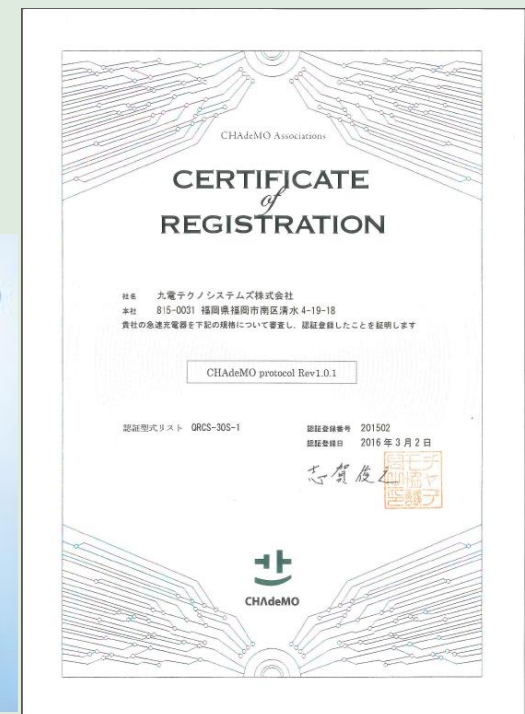 CHAdeMO Associations
CERTIFICATE
of
REGISTRATION
社名 九電テクノシステムズ株式会社
本社 815-0031 福岡県福岡市南区清水 4-19-18
貴社の急速充電器を下記の規格について審査し、認証登録したことを証明します
CHAdeMO protocol Rev1.0.1
認証型式リスト QRCS-30S-1
認証登録番号 201502
認証登録日 2016 年 3 月 2 日
志賀俊之
CHAdeMO